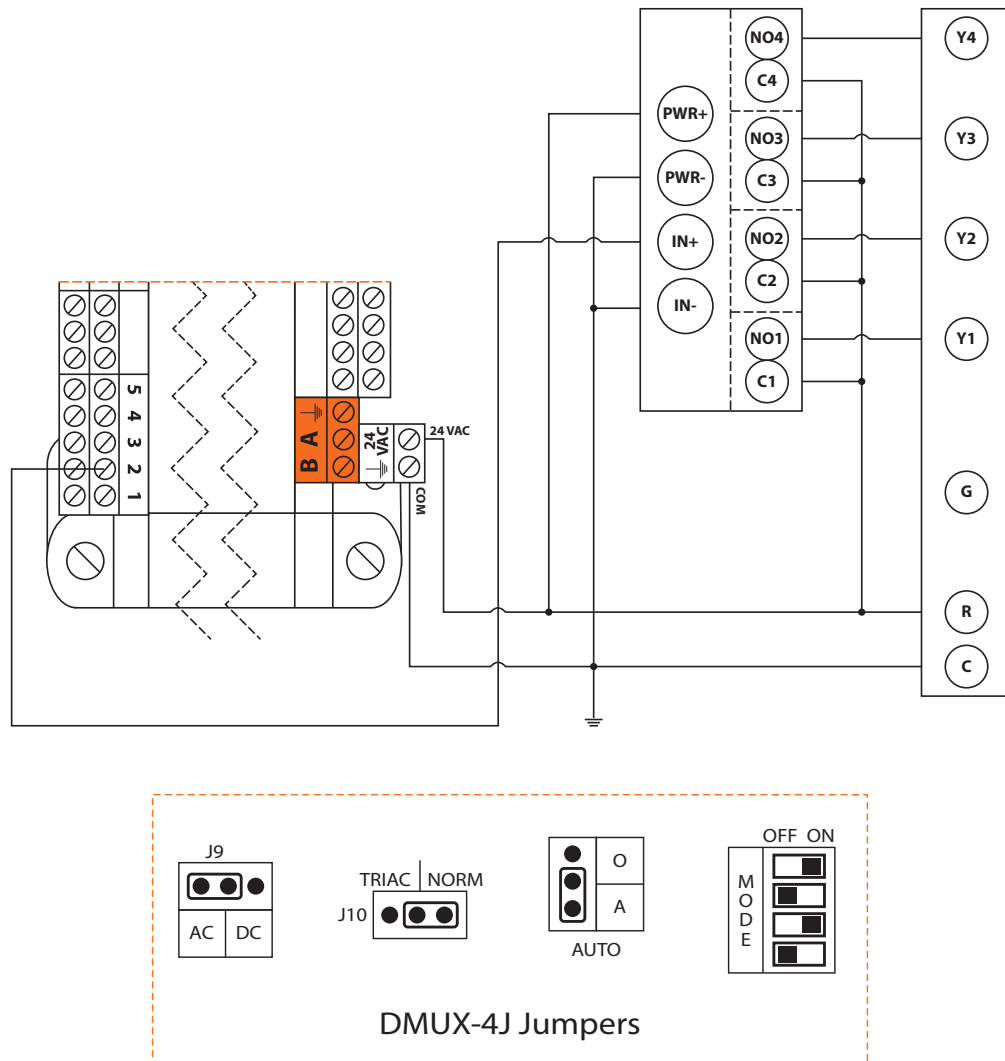 NO4
C4
PWR+
NO3
PWR-
C3
IN+
NO2
C2
IN-
NO1
C1
Y4
Y3
Y2
Y1
G
R
C
5
4
3
2
1
B A
24 VAC
24 VAC
COM
J9
AC DC
TRIAC NORM
J10
O
A
AUTO
OFF ON
MODE
DMUX-4J Jumpers